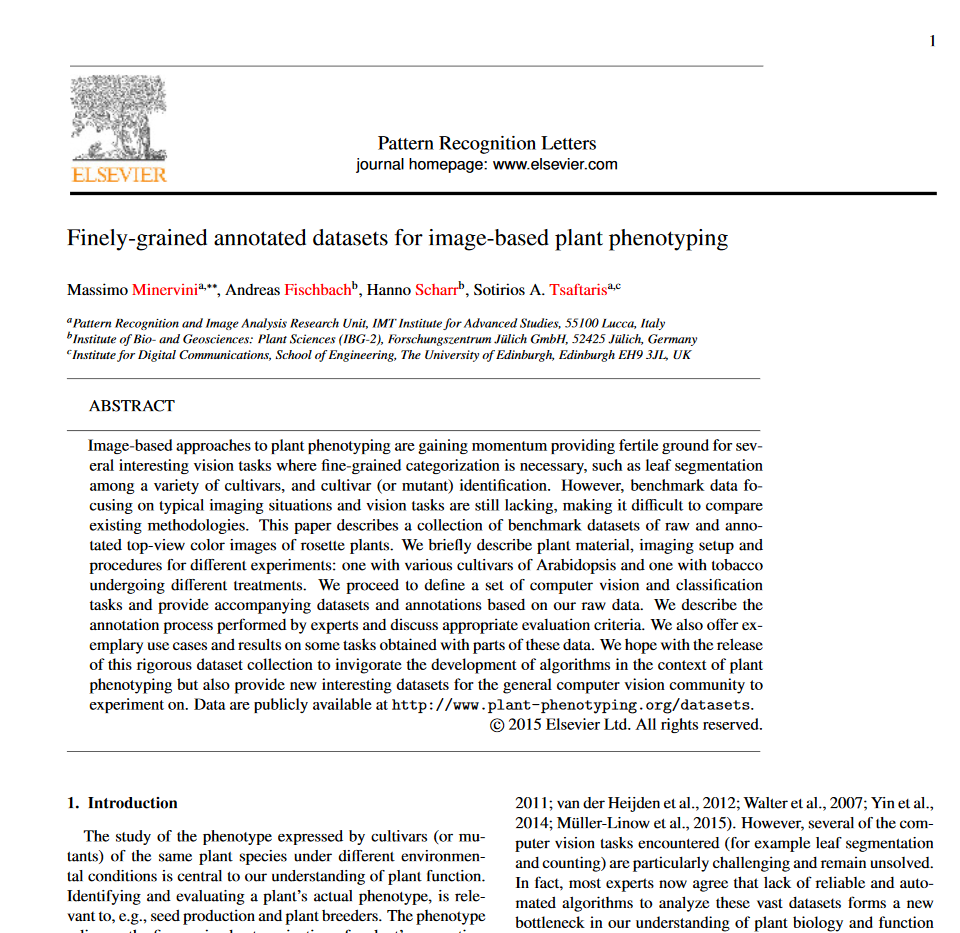 1
ELSEVIER
Pattern Recognition Letters
journal homepage: www.elsevier.com
Finely-grained annotated datasets for image-based plant phenotyping
Massimo Minervini^a,**, Andreas Fischbach^b, Hanno Scharr^b, Sotirios A. Tsaftaris^a,c
^a Pattern Recognition and Image Analysis Research Unit, IMT Institute for Advanced Studies, 55100 Lucca, Italy
^b Institute of Bio- and Geosciences: Plant Sciences (IBG-2), Forschungszentrum Jülich GmbH, 52425 Jülich, Germany
^c Institute for Digital Communications, School of Engineering, The University of Edinburgh, Edinburgh EH9 3JL, UK
ABSTRACT
Image-based approaches to plant phenotyping are gaining momentum providing fertile ground for sev-
eral interesting vision tasks where fine-grained categorization is necessary, such as leaf segmentation
among a variety of cultivars, and cultivar (or mutant) identification. However, benchmark data fo-
cusing on typical imaging situations and vision tasks are still lacking, making it difficult to compare
existing methodologies. This paper describes a collection of benchmark datasets of raw and anno-
tated top-view color images of rosette plants. We briefly describe plant material, imaging setup and
procedures for different experiments: one with various cultivars of Arabidopsis and one with tobacco
undergoing different treatments. We proceed to define a set of computer vision and classification
tasks and provide accompanying datasets and annotations based on our raw data. We describe the
annotation process performed by experts and discuss appropriate evaluation criteria. We also offer ex-
emplary use cases and results on some tasks obtained with parts of these data. We hope with the release
of this rigorous dataset collection to invigorate the development of algorithms in the context of plant
phenotyping but also provide new interesting datasets for the general computer vision community to
experiment on. Data are publicly available at http://www.plant-phenotyping.org/datasets.
© 2015 Elsevier Ltd. All rights reserved.
1. Introduction
The study of the phenotype expressed by cultivars (or mu-
tants) of the same plant species under different environmen-
tal conditions is central to our understanding of plant function.
Identifying and evaluating a plant's actual phenotype, is rele-
vant to, e.g., seed production and plant breeders. The phenotype
2011; van der Heijden et al., 2012; Walter et al., 2007; Yin et al.,
2014; Müller-Linow et al., 2015). However, several of the com-
puter vision tasks encountered (for example leaf segmentation
and counting) are particularly challenging and remain unsolved.
In fact, most experts now agree that lack of reliable and auto-
mated algorithms to analyze these vast datasets forms a new
bottleneck in our understanding of plant biology and function